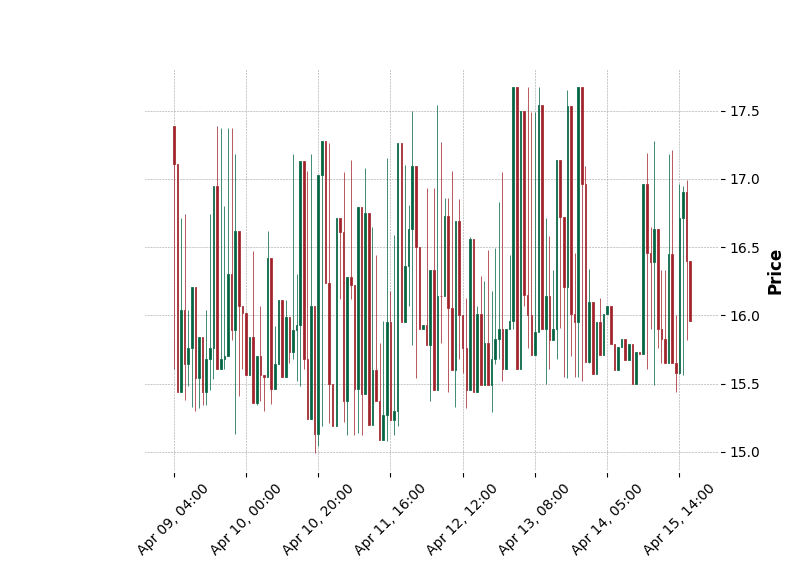 17.5
17.0
16.5
16.0
15.5
15.0
Price
Apr 09, 04:00
Apr 10, 00:00
Apr 10, 20:00
Apr 11, 16:00
Apr 12, 12:00
Apr 13, 08:00
Apr 14, 05:00
Apr 15, 14:00